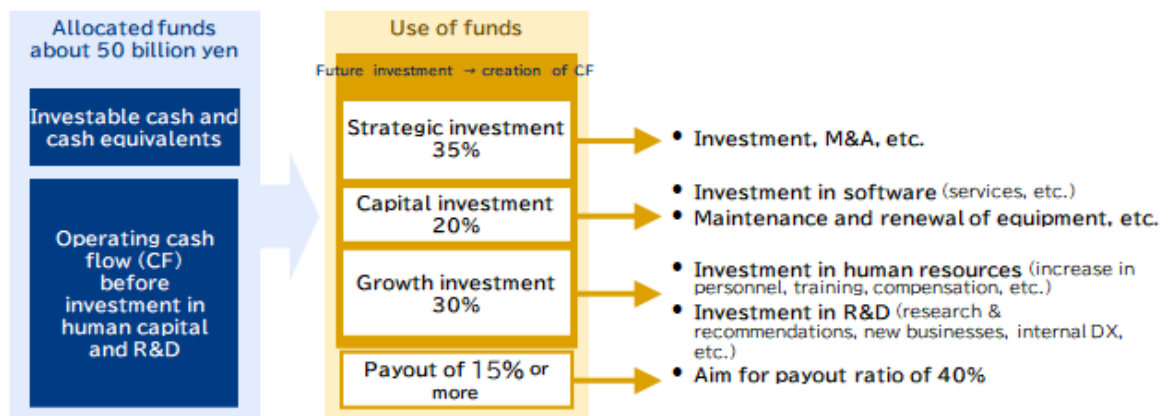 Allocated funds
about 50 billion yen
Investable cash and
cash equivalents
Operating cash
flow (CF)
before
investment in
human capital
and R&D
Use of funds
Future investment → creation of CF
Strategic investment
35%
Capital investment
20%
Growth investment
30%
Payout of 15% or
more
• Investment, M&A, etc.
• Investment in software (services, etc.)
• Maintenance and renewal of equipment, etc.
• Investment in human resources (increase in
personnel, training, compensation, etc.)
• Investment in R&D (research &
recommendations, new businesses, internal DX,
etc.)
• Aim for payout ratio of 40%